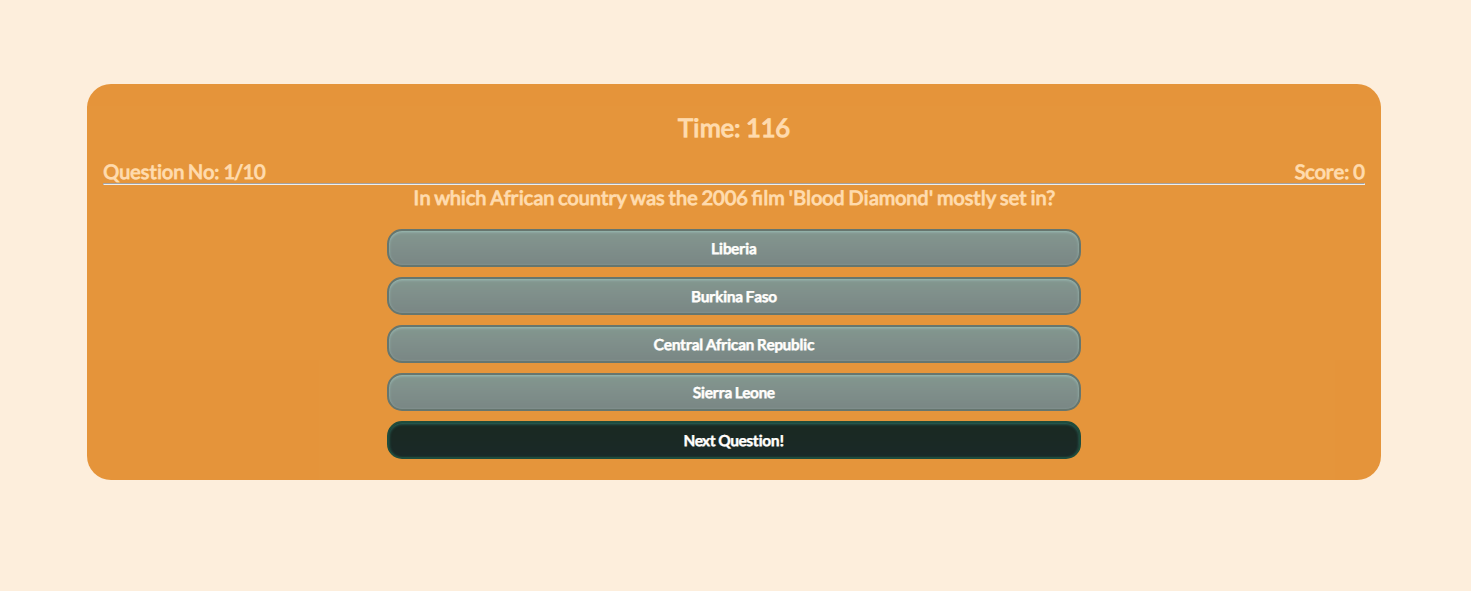 Time: 116
Question No: 1/10
Score: 0
In which African country was the 2006 film 'Blood Diamond' mostly set in?
Liberia
Burkina Faso
Central African Republic
Sierra Leone
Next Question!